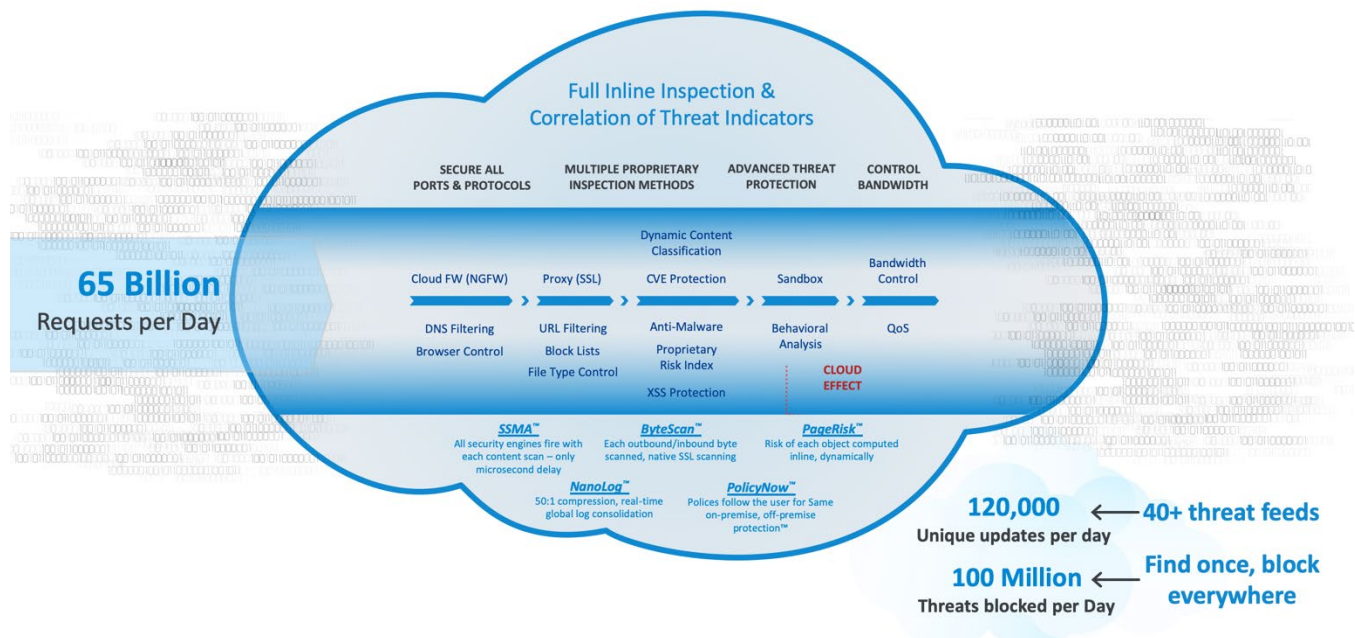 Full Inline Inspection &
Correlation of Threat Indicators
SECURE ALL
PORTS & PROTOCOLS
MULTIPLE PROPRIETARY
INSPECTION METHODS
ADVANCED THREAT
PROTECTION
CONTROL
BANDWIDTH
65 Billion
Requests per Day
Cloud FW (NGFW)
DNS Filtering
Browser Control
Proxy (SSL)
URL Filtering
Block Lists
File Type Control
Dynamic Content
Classification
CVE Protection
Anti-Malware
Proprietary
Risk Index
XSS Protection
Sandbox
Behavioral
Analysis
CLOUD
EFFECT
Bandwidth
Control
QoS
SSMA™
All security engines fire with
each content scan – only
microsecond delay
ByteScan™
Each outbound/inbound byte
scanned, native SSL scanning
PageRisk™
Risk of each object computed
inline, dynamically
NanoLog™
50:1 compression, real-time
global log consolidation
PolicyNow™
Polices follow the user for Same
on-premise, off-premise
protection™
120,000
Unique updates per day
40+ threat feeds
100 Million
Threats blocked per Day
Find once, block
everywhere